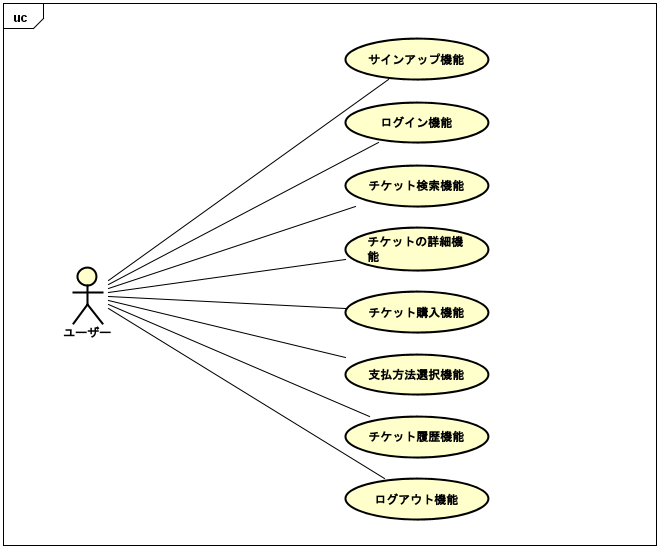 uc
サインアップ機能
ログイン機能
チケット検索機能
チケットの詳細機
能
チケット購入機能
支払方法選択機能
チケット履歴機能
ログアウト機能
ユーザー